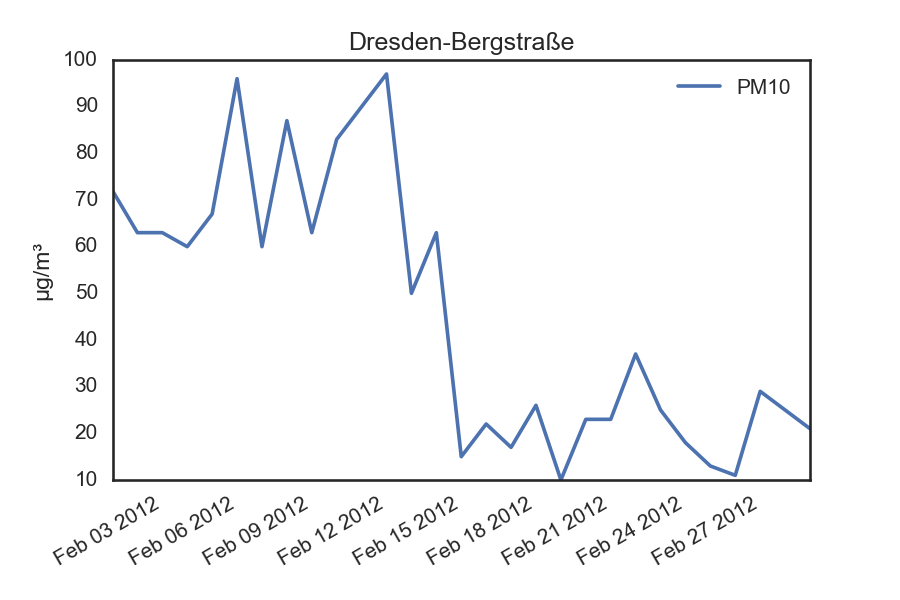 Dresden-Bergstraße
PM10
µg/m³
100
90
80
70
60
50
40
30
20
10
Feb 03 2012
Feb 06 2012
Feb 09 2012
Feb 12 2012
Feb 15 2012
Feb 18 2012
Feb 21 2012
Feb 24 2012
Feb 27 2012